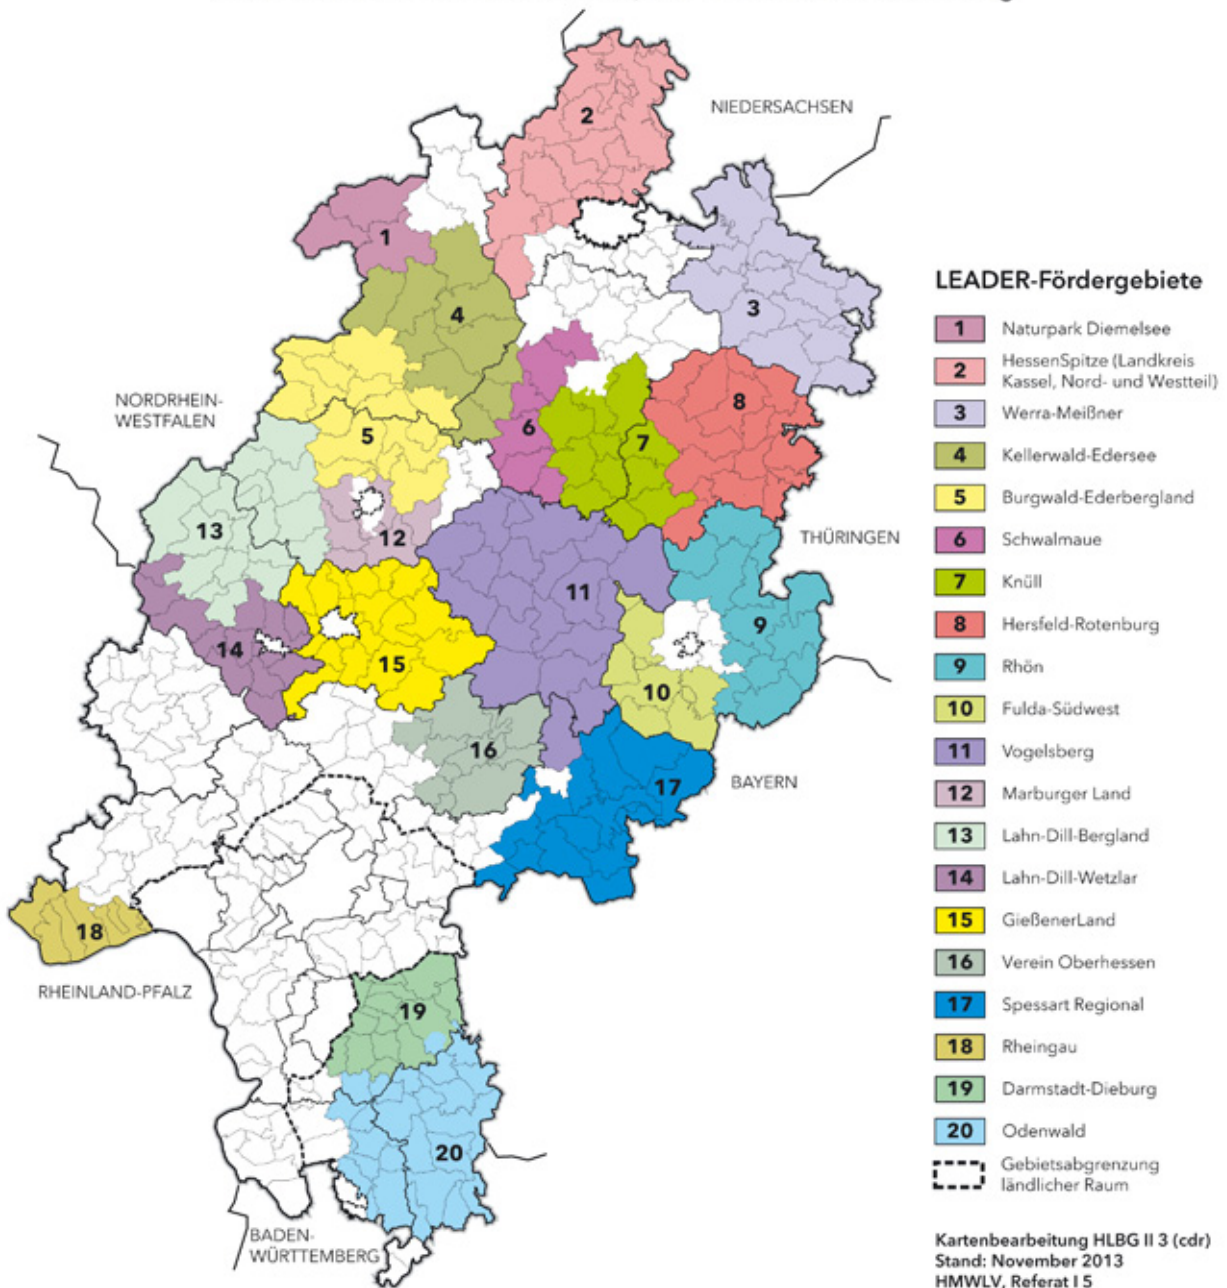 NIEDERSACHSEN
2
1
3
4
NORDRHEIN-
WESTFALEN
5
6
7
8
THÜRINGEN
13
12
11
9
14
15
10
16
17
BAYERN
18
RHEINLAND-PFALZ
19
20
BADEN-
WÜRTTEMBERG
LEADER-Fördergebiete
1 Naturpark Diemelsee
2 HessenSpitze (Landkreis
Kassel, Nord- und Westteil)
3 Werra-Meißner
4 Kellerwald-Edersee
5 Burgwald-Ederbergland
6 Schwalmaue
7 Knüll
8 Hersfeld-Rotenburg
9 Rhön
10 Fulda-Südwest
11 Vogelsberg
12 Marburger Land
13 Lahn-Dill-Bergland
14 Lahn-Dill-Wetzlar
15 GießenerLand
16 Verein Oberhessen
17 Spessart Regional
18 Rheingau
19 Darmstadt-Dieburg
20 Odenwald
Gebietsabgrenzung
ländlicher Raum
Kartenbearbeitung HLBG II 3 (cdr)
Stand: November 2013
HMWLV, Referat I 5